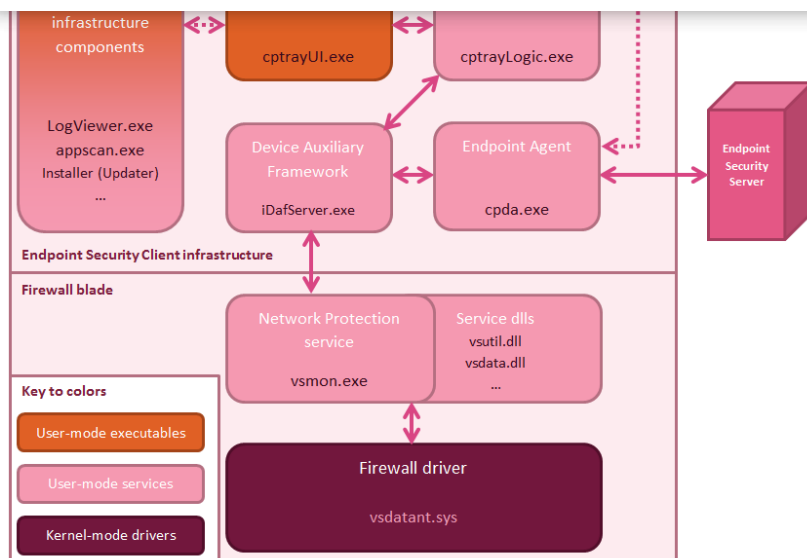 infrastructure
components
cptrayUI.exe
cptrayLogic.exe
LogViewer.exe
appscan.exe
Installer (Updater)
...
Device Auxiliary
Framework
iDafServer.exe
Endpoint Agent
cpda.exe
Endpoint
Security
Server
Endpoint Security Client infrastructure
Firewall blade
Network Protection
service
vsmon.exe
Service dlls
vsutil.dll
vsdata.dll
...
Key to colors
User-mode executables
User-mode services
Kernel-mode drivers
Firewall driver
vsdatant.sys